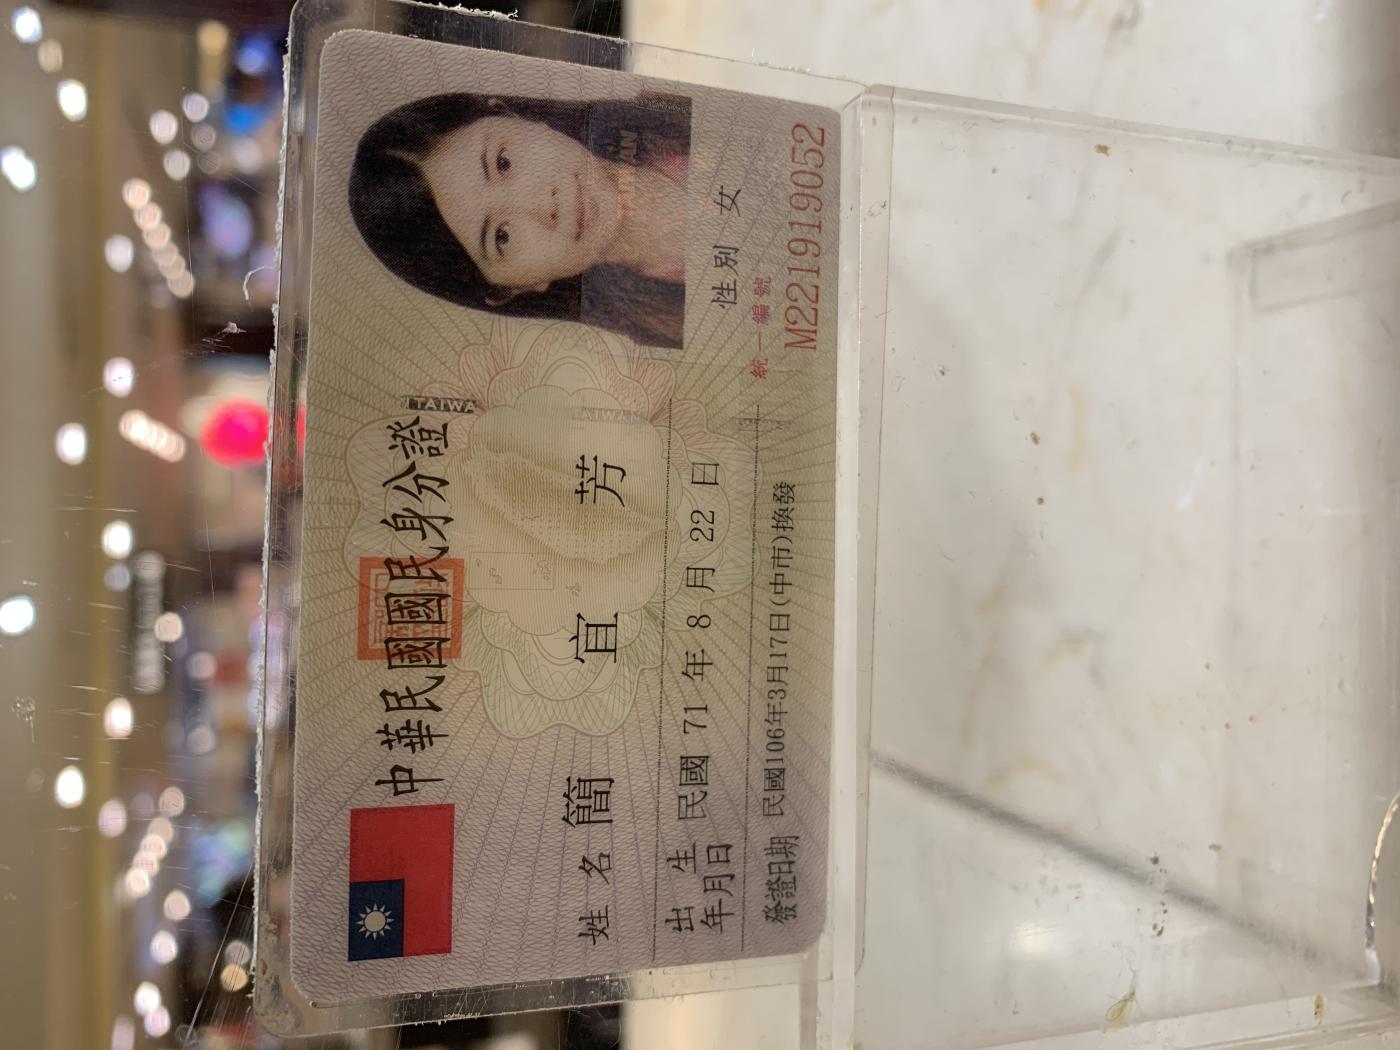 中華民國國民身分證
姓名 簡 宜 芳
出生年月日 民國 71 年 8 月 22 日
性別 女
發證日期 民國106年3月17日(中市)換發
統一編號
M221919052
TAIWA
TAIWAN